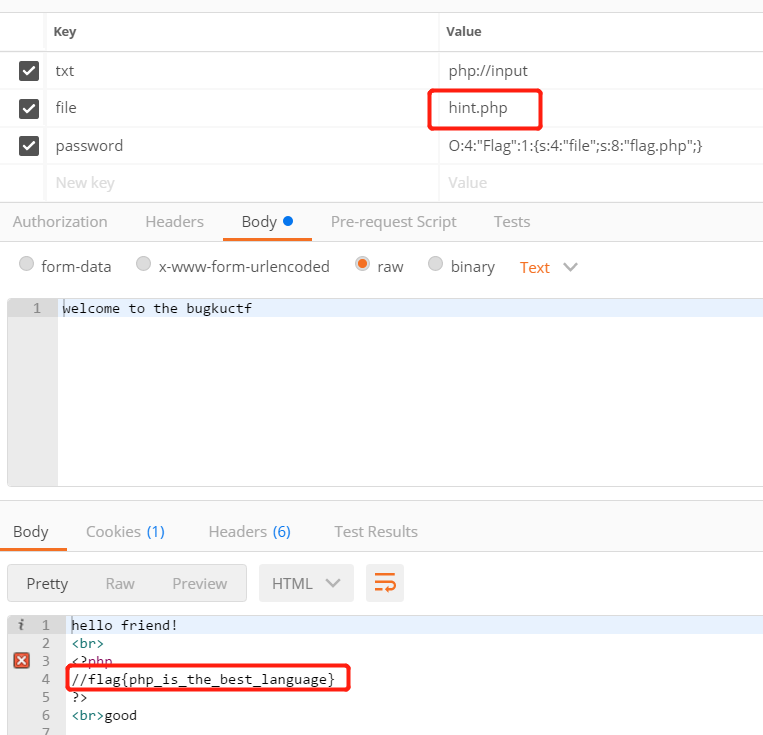 Key Value
txt php://input
file hint.php
password O:4:"Flag":1:{s:4:"file";s:8:"flag.php";}
New key Value
Authorization Headers Body Pre-request Script Tests
form-data x-www-form-urlencoded raw binary Text
1 welcome to the bugkuctf
Body Cookies (1) Headers (6) Test Results
Pretty Raw Preview HTML
i 1 hello friend!
2 <br>
3 <?php
4 //flag{php_is_the_best_language}
5 ?>
6 <br>good
7